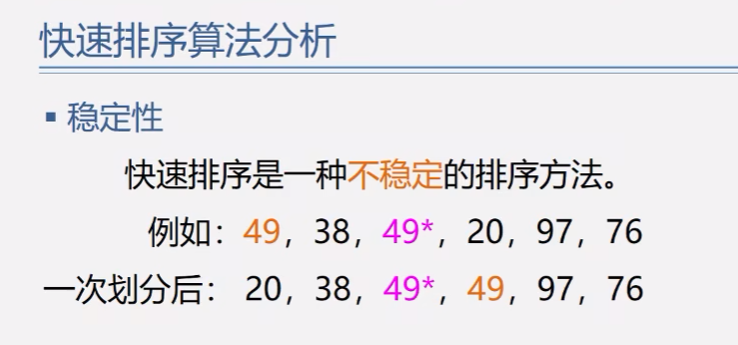 快速排序算法分析
▪ 稳定性
快速排序是一种不稳定的排序方法。
例如：49，38，49*，20，97，76
一次划分后： 20，38，49*，49，97，76